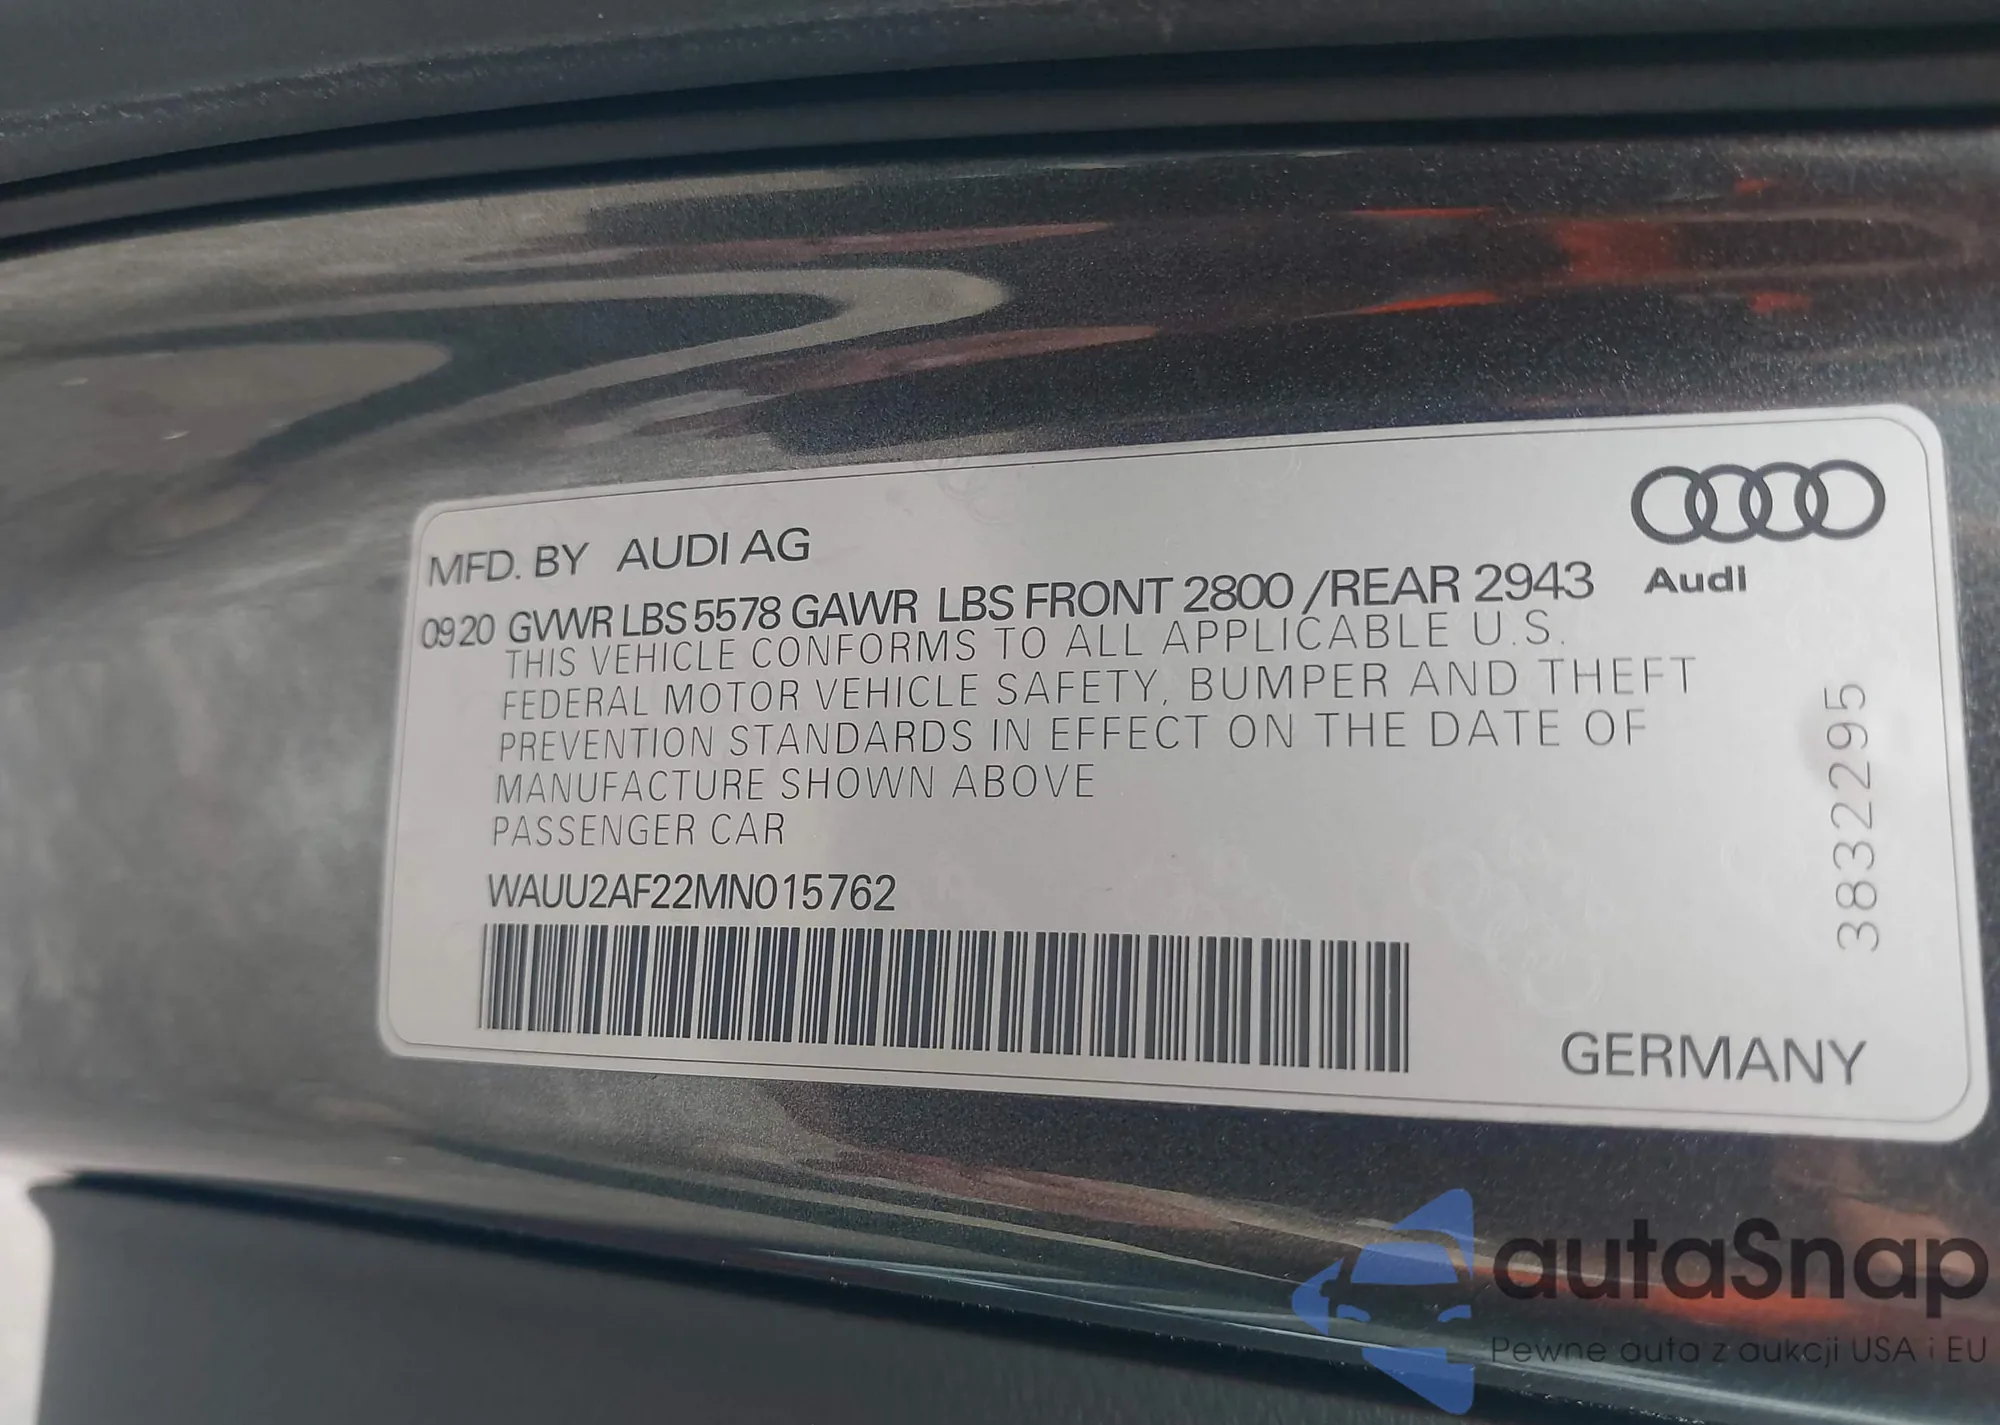 MFD. BY AUDI AG
0920 GVWR LBS 5578 GAWR LBS FRONT 2800 /REAR 2943
THIS VEHICLE CONFORMS TO ALL APPLICABLE U.S.
FEDERAL MOTOR VEHICLE SAFETY, BUMPER AND THEFT
PREVENTION STANDARDS IN EFFECT ON THE DATE OF
MANUFACTURE SHOWN ABOVE
PASSENGER CAR
WAUU2AF22MN015762
Audi
3832295
GERMANY
autaSnap
Pewne auta z aukcji USA i EU